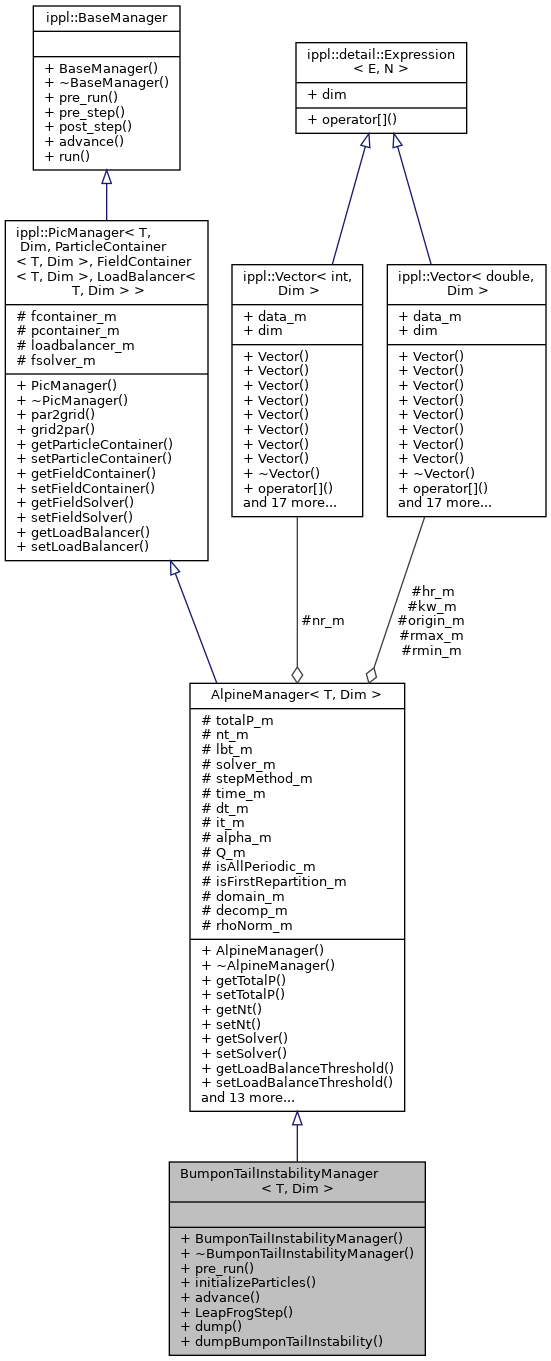 ippl::BaseManager
+ BaseManager()
+ ~BaseManager()
+ pre_run()
+ pre_step()
+ post_step()
+ advance()
+ run()
ippl::detail::Expression
< E, N >
+ dim
+ operator[]()
ippl::PicManager< T,
Dim, ParticleContainer
< T, Dim >, FieldContainer
< T, Dim >, LoadBalancer<
T, Dim > >
# fcontainer_m
# pcontainer_m
# loadbalancer_m
# fsolver_m
+ PicManager()
+ ~PicManager()
+ par2grid()
+ grid2par()
+ getParticleContainer()
+ setParticleContainer()
+ getFieldContainer()
+ setFieldContainer()
+ getFieldSolver()
+ setFieldSolver()
+ getLoadBalancer()
+ setLoadBalancer()
ippl::Vector< int,
Dim >
+ data_m
+ dim
+ Vector()
+ Vector()
+ Vector()
+ Vector()
+ Vector()
+ Vector()
+ Vector()
+ Vector()
+ ~Vector()
+ operator[]()
and 17 more...
ippl::Vector< double,
Dim >
+ data_m
+ dim
+ Vector()
+ Vector()
+ Vector()
+ Vector()
+ Vector()
+ Vector()
+ Vector()
+ Vector()
+ ~Vector()
+ operator[]()
and 17 more...
#nr_m
#hr_m
#kw_m
#origin_m
#rmax_m
#rmin_m
AlpineManager< T, Dim >
# totalP_m
# nt_m
# lbt_m
# solver_m
# stepMethod_m
# time_m
# dt_m
# it_m
# alpha_m
# Q_m
# isAllPeriodic_m
# isFirstRepartition_m
# domain_m
# decomp_m
# rhoNorm_m
+ AlpineManager()
+ ~AlpineManager()
+ getTotalP()
+ setTotalP()
+ getNt()
+ setNt()
+ getSolver()
+ setSolver()
+ getLoadBalanceThreshold()
+ setLoadBalanceThreshold()
and 13 more...
BumponTailInstabilityManager
< T, Dim >
+ BumponTailInstabilityManager()
+ ~BumponTailInstabilityManager()
+ pre_run()
+ initializeParticles()
+ advance()
+ LeapFrogStep()
+ dump()
+ dumpBumponTailInstability()